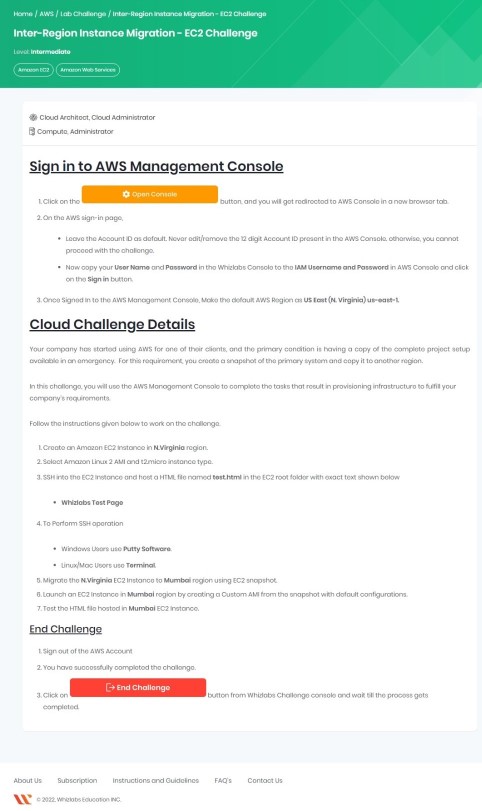 Home / AWS / Lab Challenge / Inter-Region Instance Migration - EC2 Challenge
Inter-Region Instance Migration - EC2 Challenge
Level: Intermediate
Amazon EC2 Amazon Web Services
Cloud Architect, Cloud Administrator
Compute, Administrator
Sign in to AWS Management Console
1. Click on the Open Console button, and you will get redirected to AWS Console in a new browser tab.
2. On the AWS sign-in page,
• Leave the Account ID as default. Never edit/remove the 12 digit Account ID present in the AWS Console, otherwise, you cannot
proceed with the challenge.
• Now copy your User Name and Password in the Whizlabs Console to the IAM Username and Password in AWS Console and click
on the Sign in button.
3. Once Signed In to the AWS Management Console, Make the default AWS Region as US East (N. Virginia) us-east-1.
Cloud Challenge Details
Your company has started using AWS for one of their clients, and the primary condition is having a copy of the complete project setup
available in an emergency. For this requirement, you create a snapshot of the primary system and copy it to another region.
In this challenge, you will use the AWS Management Console to complete the tasks that result in provisioning infrastructure to fulfill your
company's requirements.
Follow the instructions given below to work on the challenge.
1. Create an Amazon EC2 Instance in N.Virginia region.
2. Select Amazon Linux 2 AMI and t2.micro instance type.
3. SSH into the EC2 Instance and host a HTML file named test.html in the EC2 root folder with exact text shown below
• Whizlabs Test Page
4. To Perform SSH operation
• Windows Users use Putty Software.
• Linux/Mac Users use Terminal.
5. Migrate the N.Virginia EC2 Instance to Mumbai region using EC2 snapshot.
6. Launch an EC2 Instance in Mumbai region by creating a Custom AMI from the snapshot with default configurations.
7. Test the HTML file hosted in Mumbai EC2 Instance.
End Challenge
1. Sign out of the AWS Account
2. You have successfully completed the challenge.
3. Click on End Challenge button from Whizlabs Challenge console and wait till the process gets
completed.
About Us Subscription Instructions and Guidelines FAQ's Contact Us
© 2022, Whizlabs Education INC.